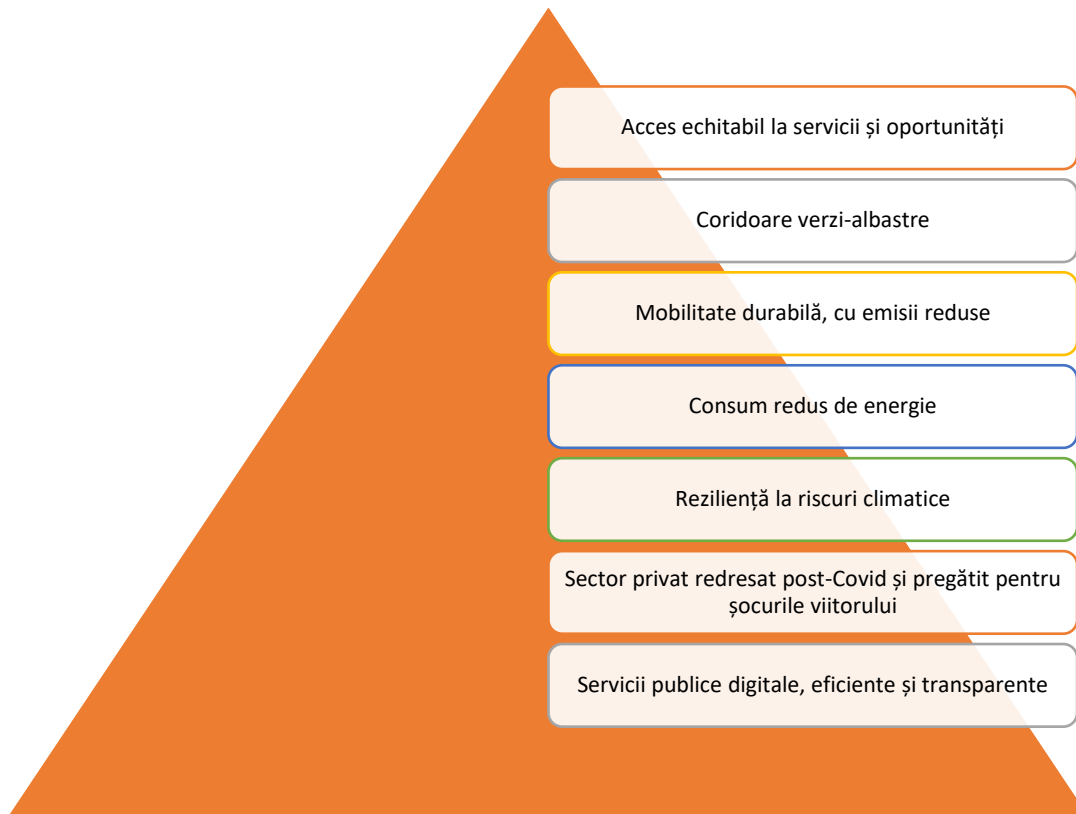 Acces echitabil la servicii și oportunități
Coridoare verzi-albastre
Mobilitate durabilă, cu emisii reduse
Consum redus de energie
Reziliență la riscuri climatice
Sector privat redresat post-Covid și pregătit pentru
șocurile viitorului
Servicii publice digitale, eficiente și transparente